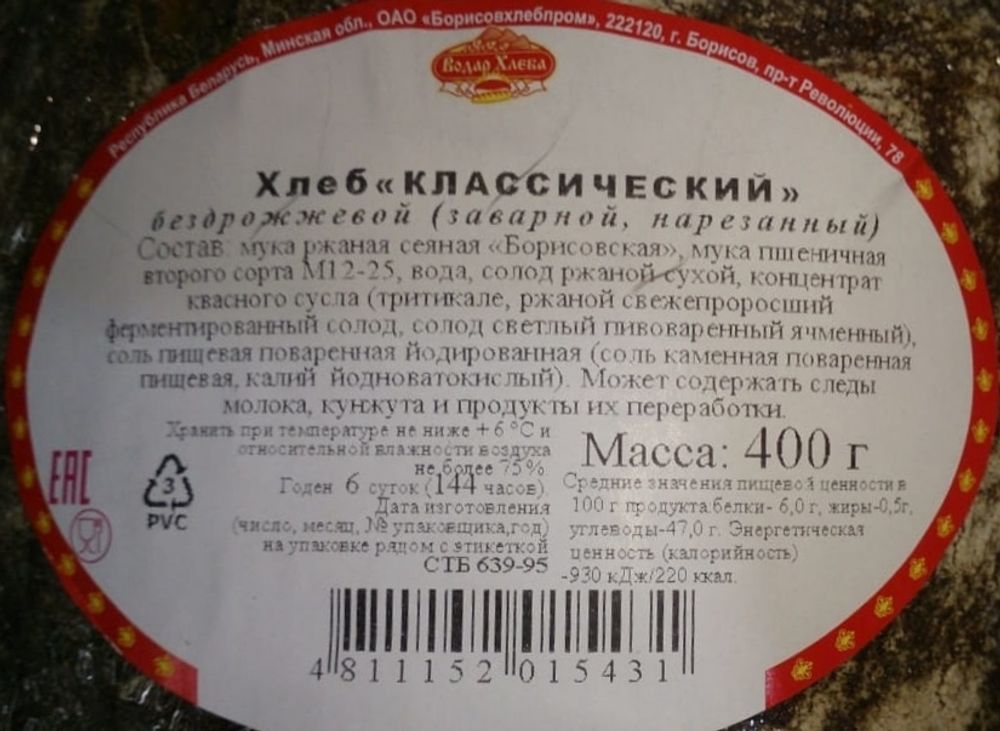 Республика Беларусь, Минская обл., ОАО «Борисовхлебпром», 222120, г. Борисов, пр-т Революции, 78
Водар Хлеба
Хлеб «КЛАССИЧЕСКИЙ»
бездрожжевой (заварной, нарезанный)
Состав: мука ржаная сеяная «Борисовская», мука пшеничная
второго сорта М12-25, вода, солод ржаной сухой, концентрат
квасного сусла (тритикале, ржаной свежепроросший
ферментированный солод, солод светлый пивоваренный ячменный),
соль пищевая поваренная йодированная (соль каменная поваренная
пищевая, калий йодноватокислый). Может содержать следы
молока, кунжута и продукты их переработки.
Хранить при температуре не ниже +6 °С и
относительной влажности воздуха
не более 75%.
Годен 6 суток (144 часов).
Дата изготовления
(число, месяц, № упаковщика,год)
на упаковке рядом с этикеткой
СТБ 639-95
Масса: 400 г
Средние значения пищевой ценности в
100 г продукта:белки- 6,0 г, жиры-0,5г,
углеводы-47,0 г. Энергетическая
ценность (калорийность)
-930 кДж/220 ккал.
EAC
3
PVC
4 811152 015431